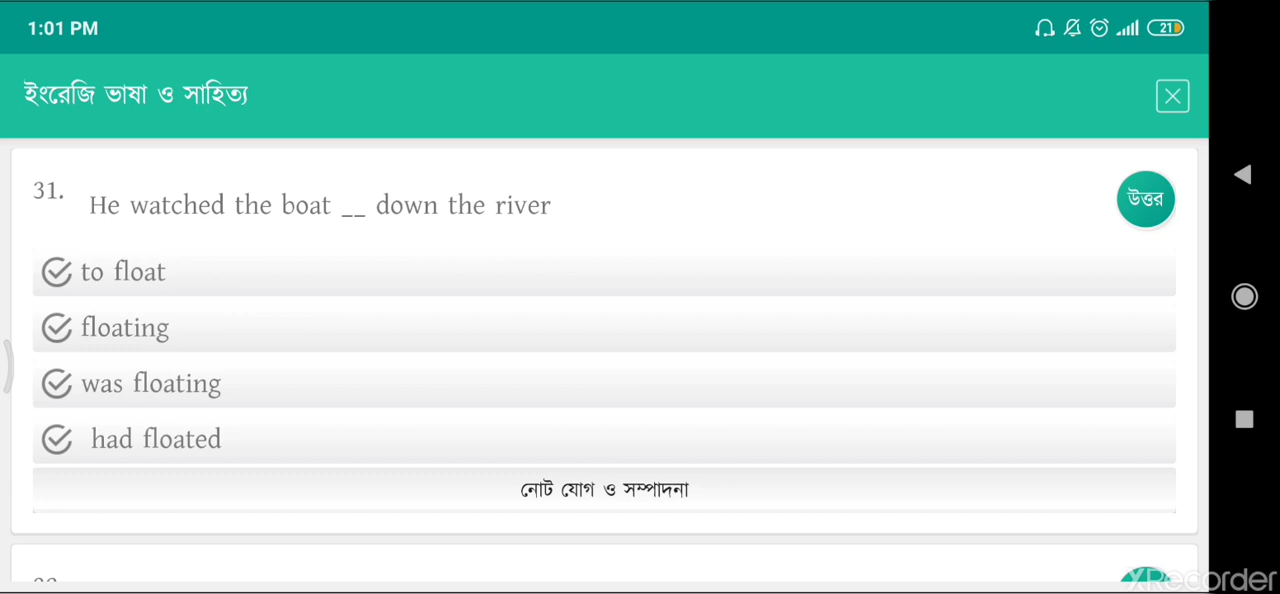 1:01 PM
21
ইংরেজি ভাষা ও সাহিত্য
31. He watched the boat __ down the river
উত্তর
to float
floating
was floating
had floated
নোট যোগ ও সম্পাদনা
XRecorder